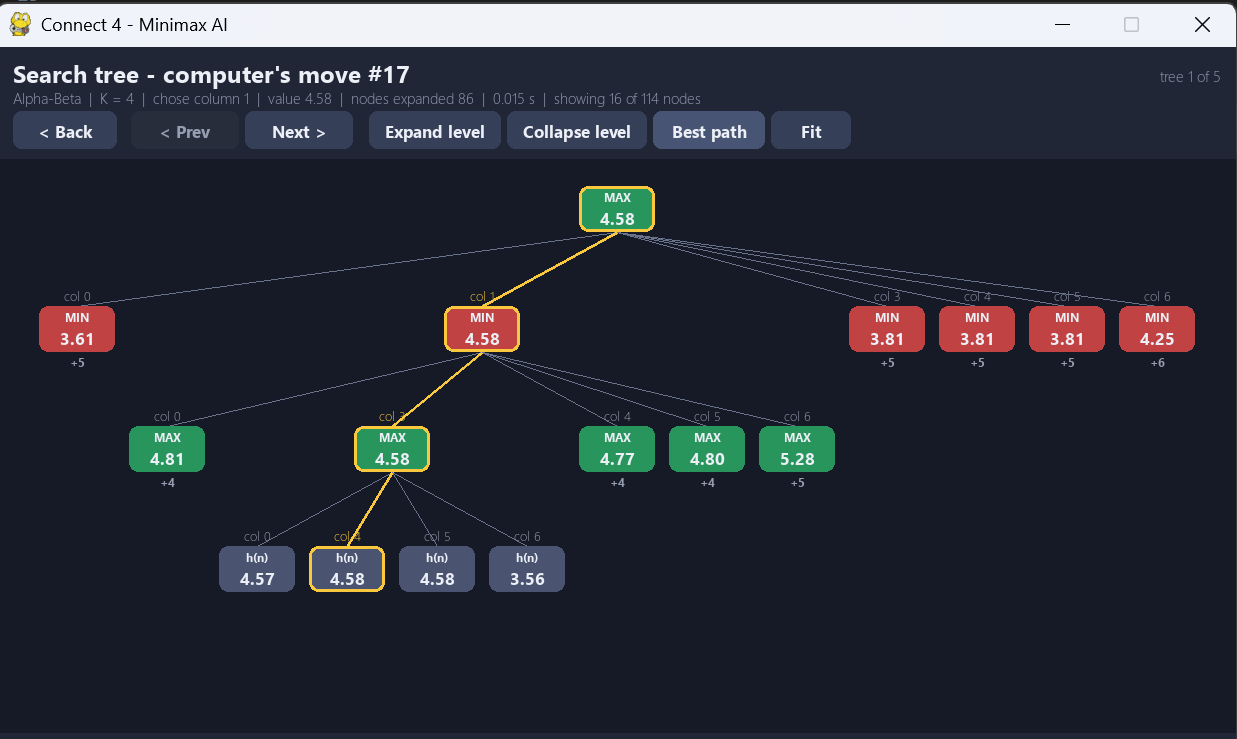 Connect 4 - Minimax AI
Search tree - computer's move #17
tree 1 of 5
Alpha-Beta | K = 4 | chose column 1 | value 4.58 | nodes expanded 86 | 0.015 s | showing 16 of 114 nodes
< Back
< Prev
Next >
Expand level
Collapse level
Best path
Fit
MAX
4.58
col 0
col 1
col 3
col 4
col 5
col 6
MIN
3.61
+5
MIN
4.58
MIN
3.81
+5
MIN
3.81
+5
MIN
3.81
+5
MIN
4.25
+6
col 0
col 3
col 4
col 5
col 6
MAX
4.81
+4
MAX
4.58
MAX
4.77
+4
MAX
4.80
+4
MAX
5.28
+5
col 0
col 4
col 5
col 6
h(n)
4.57
h(n)
4.58
h(n)
4.58
h(n)
3.56